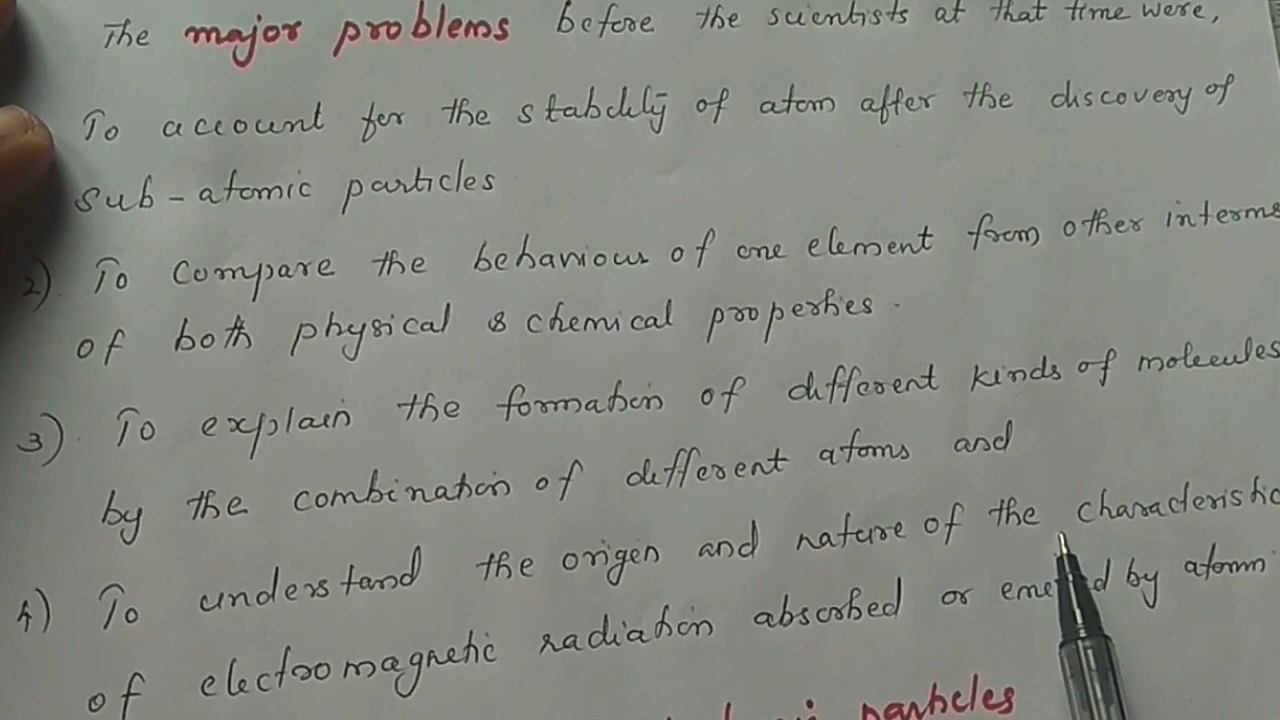 The major problems before the scientists at that time were,
To account for the stability of atom after the discovery of
sub-atomic particles
2) To compare the behaviour of one element from other interms
of both physical & chemical properties.
3) To explain the formation of different kinds of molecules
by the combination of different atoms and
4) To understand the origen and nature of the characteristic
of electromagnetic radiation absorbed or by atom
particles